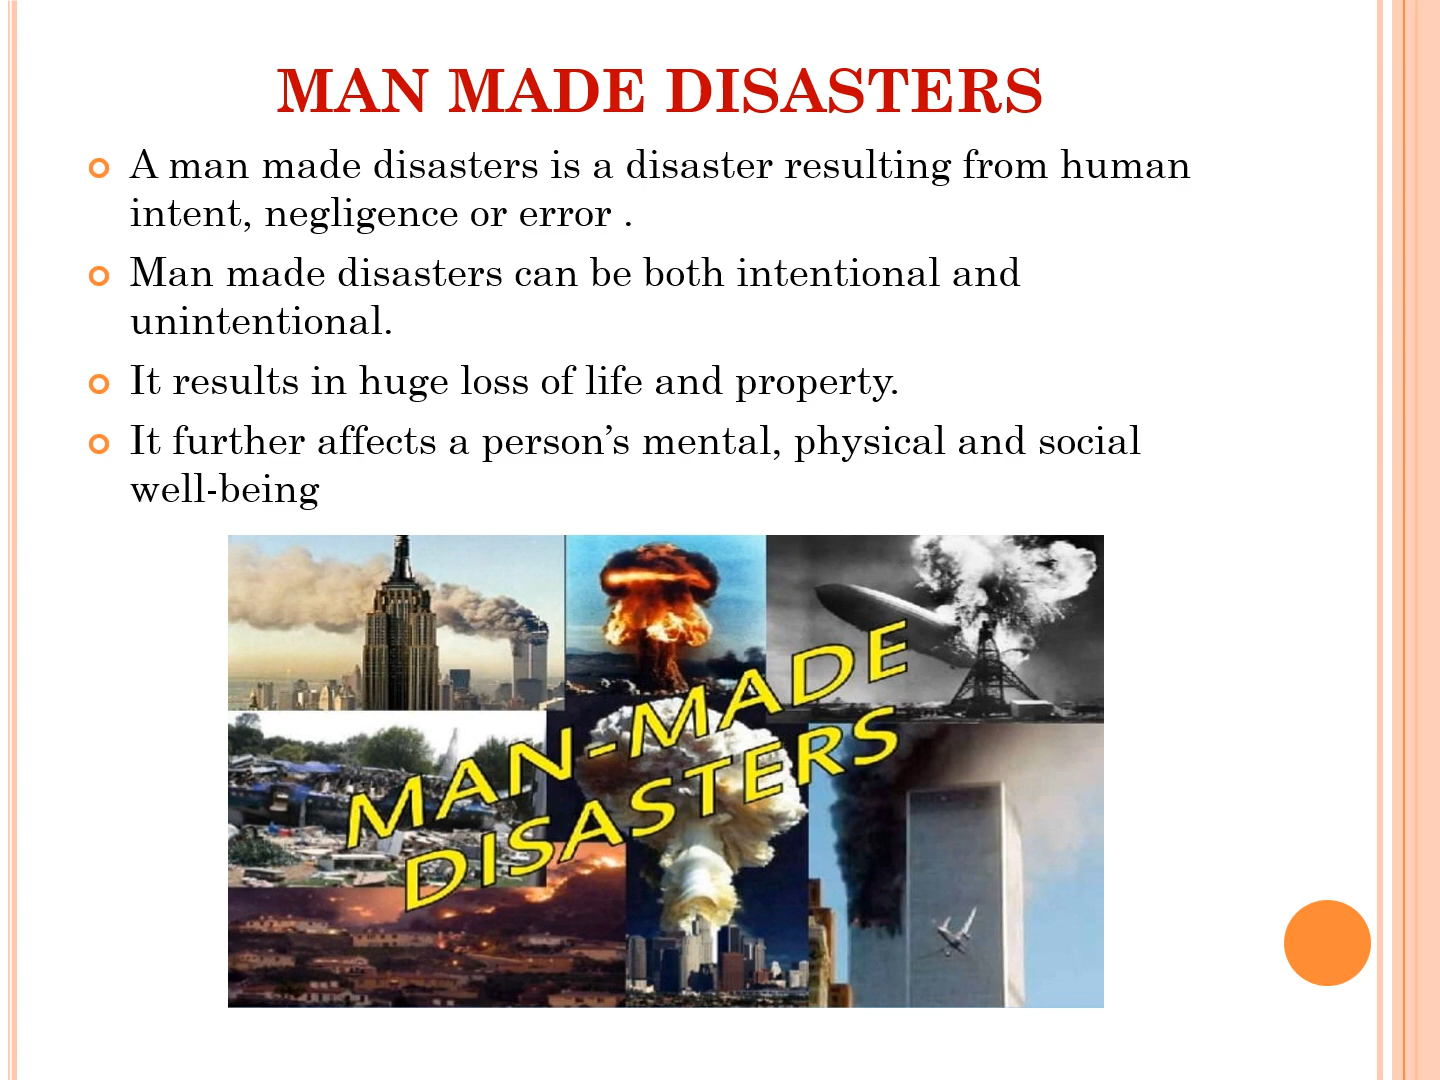 MAN MADE DISASTERS
A man made disasters is a disaster resulting from human
intent, negligence or error .
Man made disasters can be both intentional and
unintentional.
It results in huge loss of life and property.
It further affects a person’s mental, physical and social
well-being
MAN-MADE
DISASTERS